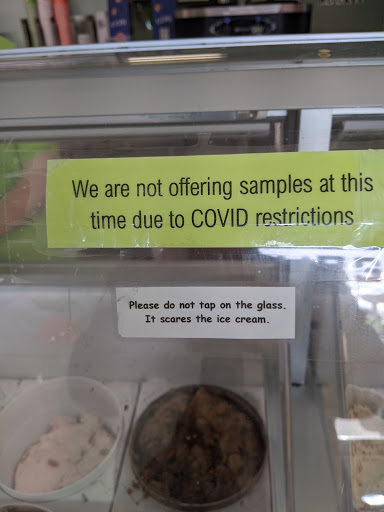 We are not offering samples at this
time due to COVID restrictions
Please do not tap on the glass.
It scares the ice cream.